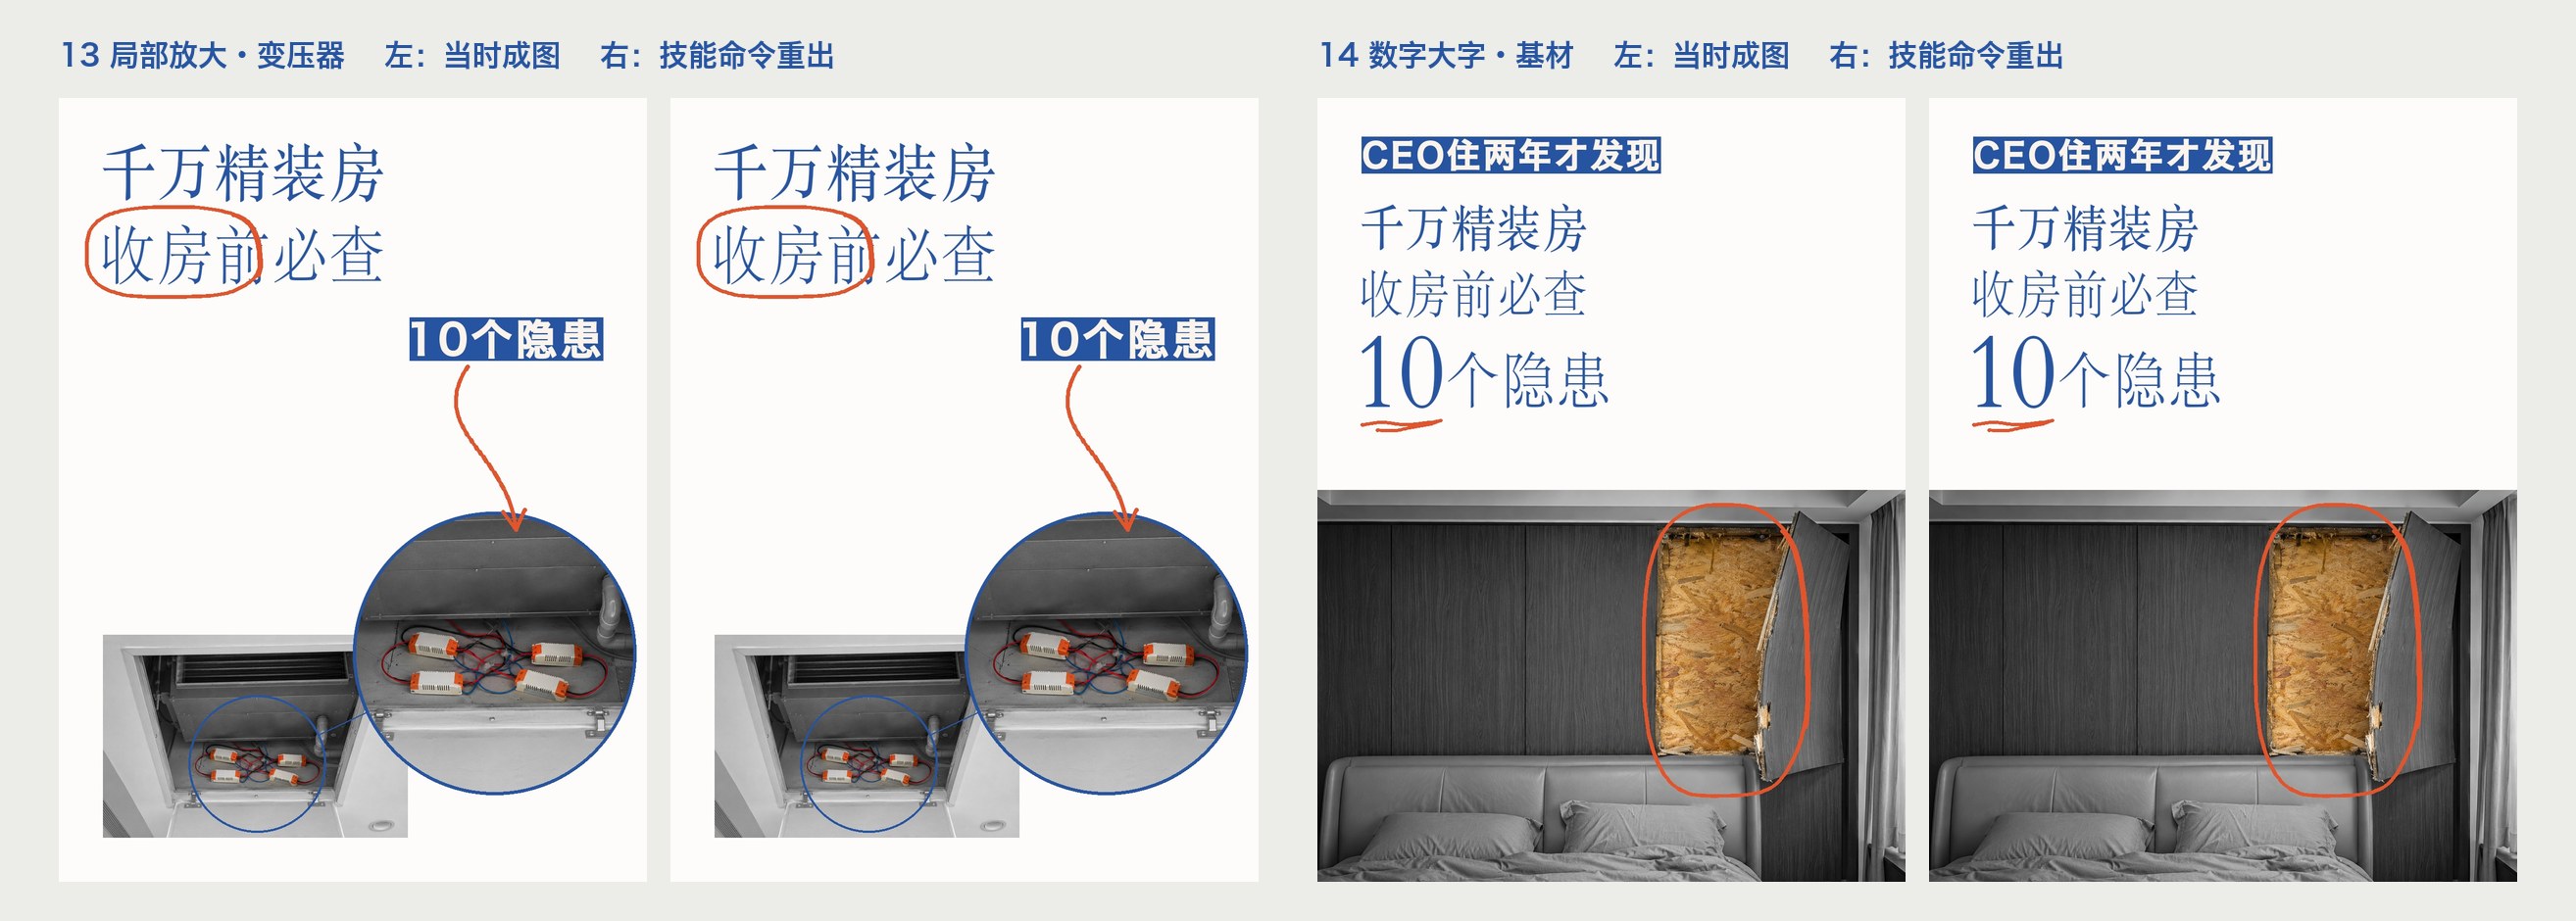 13 局部放大·变压器 左：当时成图 右：技能命令重出
千万精装房
收房前必查
10个隐患
千万精装房
收房前必查
10个隐患
14 数字大字·基材 左：当时成图 右：技能命令重出
CEO住两年才发现
千万精装房
收房前必查
10个隐患
CEO住两年才发现
千万精装房
收房前必查
10个隐患